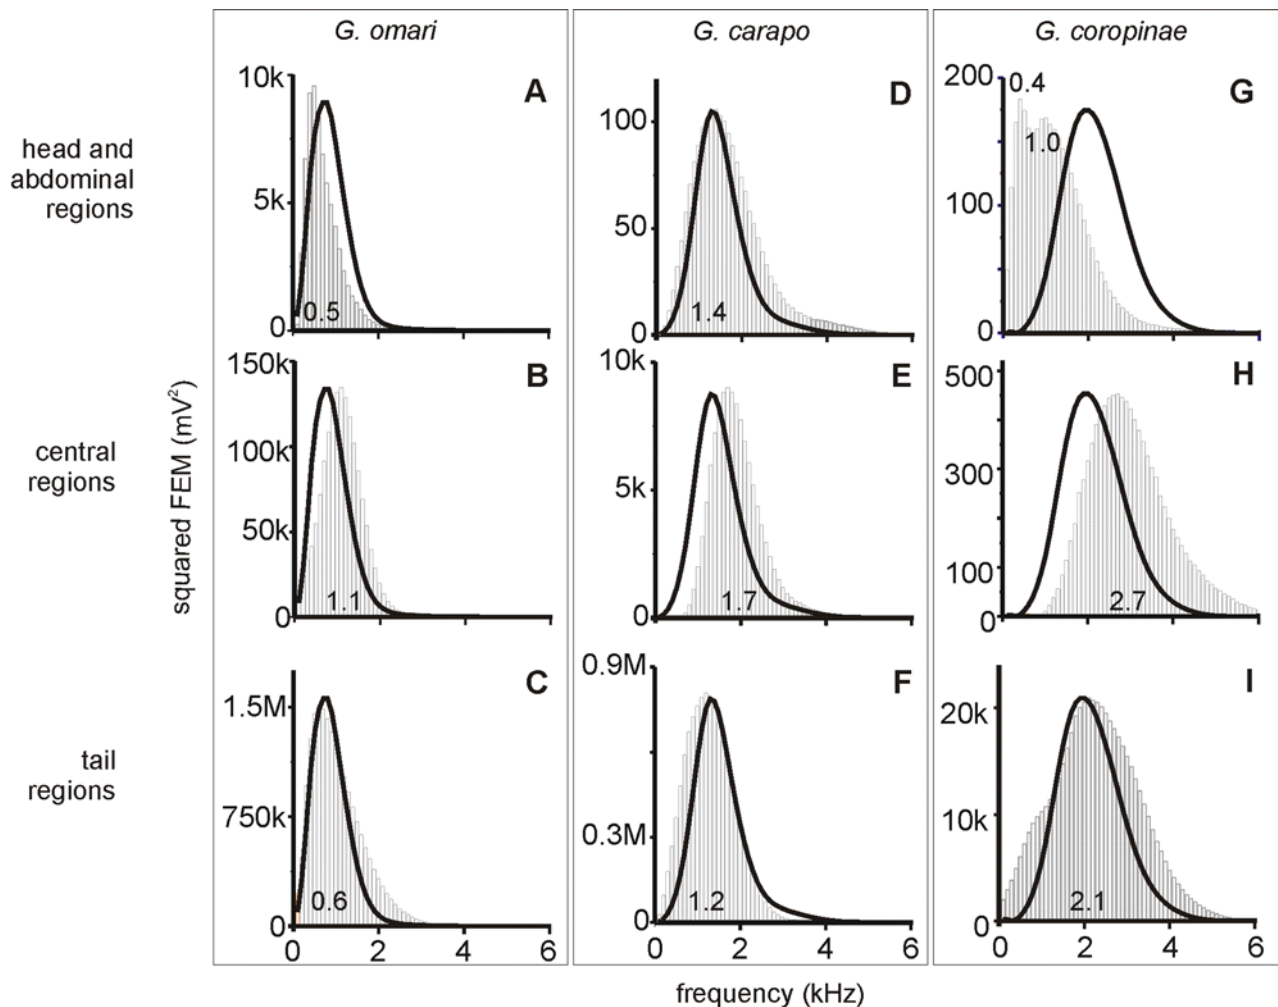 G. omari
G. carapo
G. coropinae
head and
abdominal
regions
central
regions
tail
regions
squared FEM (mV²)
A
10k
5k
0
0.5
D
100
50
0
1.4
G
200
100
0
0.4
1.0
B
150k
100k
50k
0
1.1
E
10k
5k
0
1.7
H
500
300
100
0
2.7
C
1.5M
750k
0
0.6
0 2 4 6
F
0.9M
0.3M
0
1.2
0 2 4 6
I
20k
10k
0
2.1
0 2 4 6
frequency (kHz)